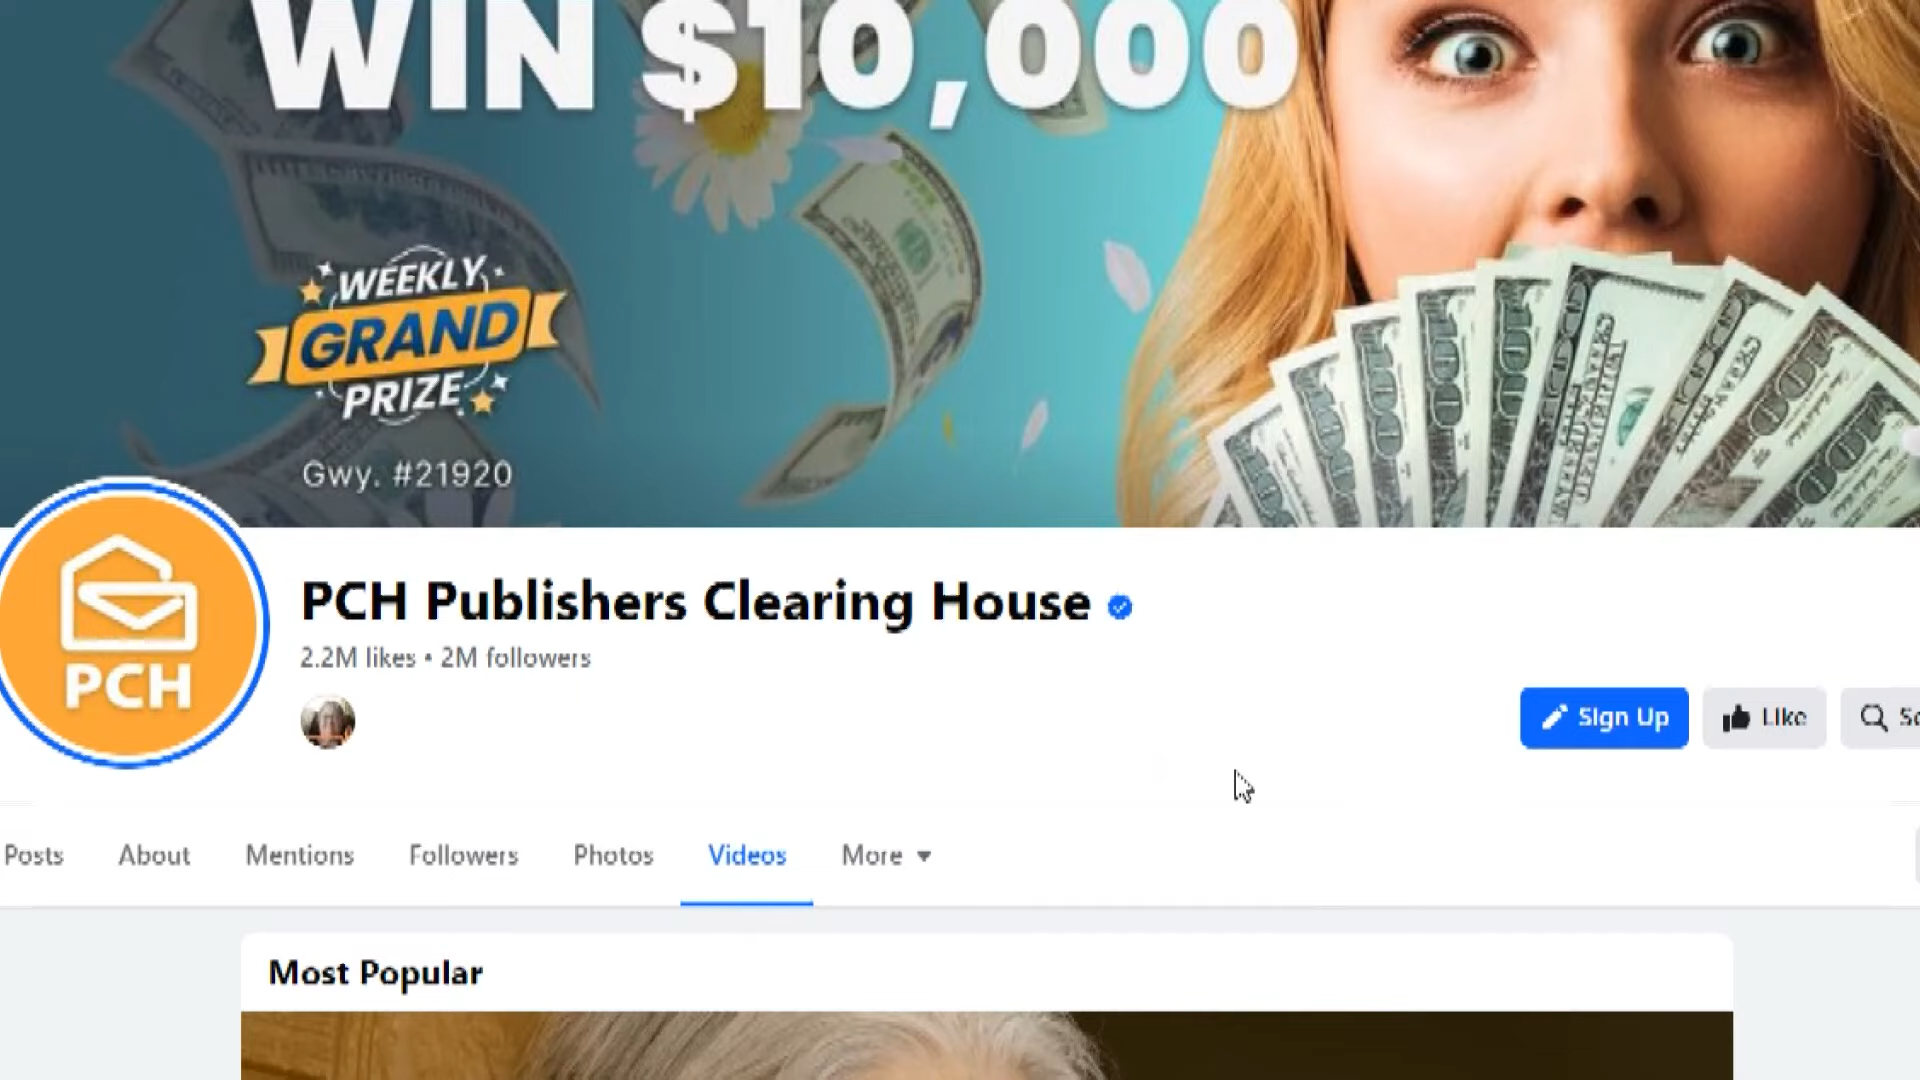 WIN $10,000
WEEKLY
GRAND
PRIZE
Gwy. #21920
PCH
PCH Publishers Clearing House
2.2M likes • 2M followers
Sign Up
Like
Posts
About
Mentions
Followers
Photos
Videos
More
Most Popular